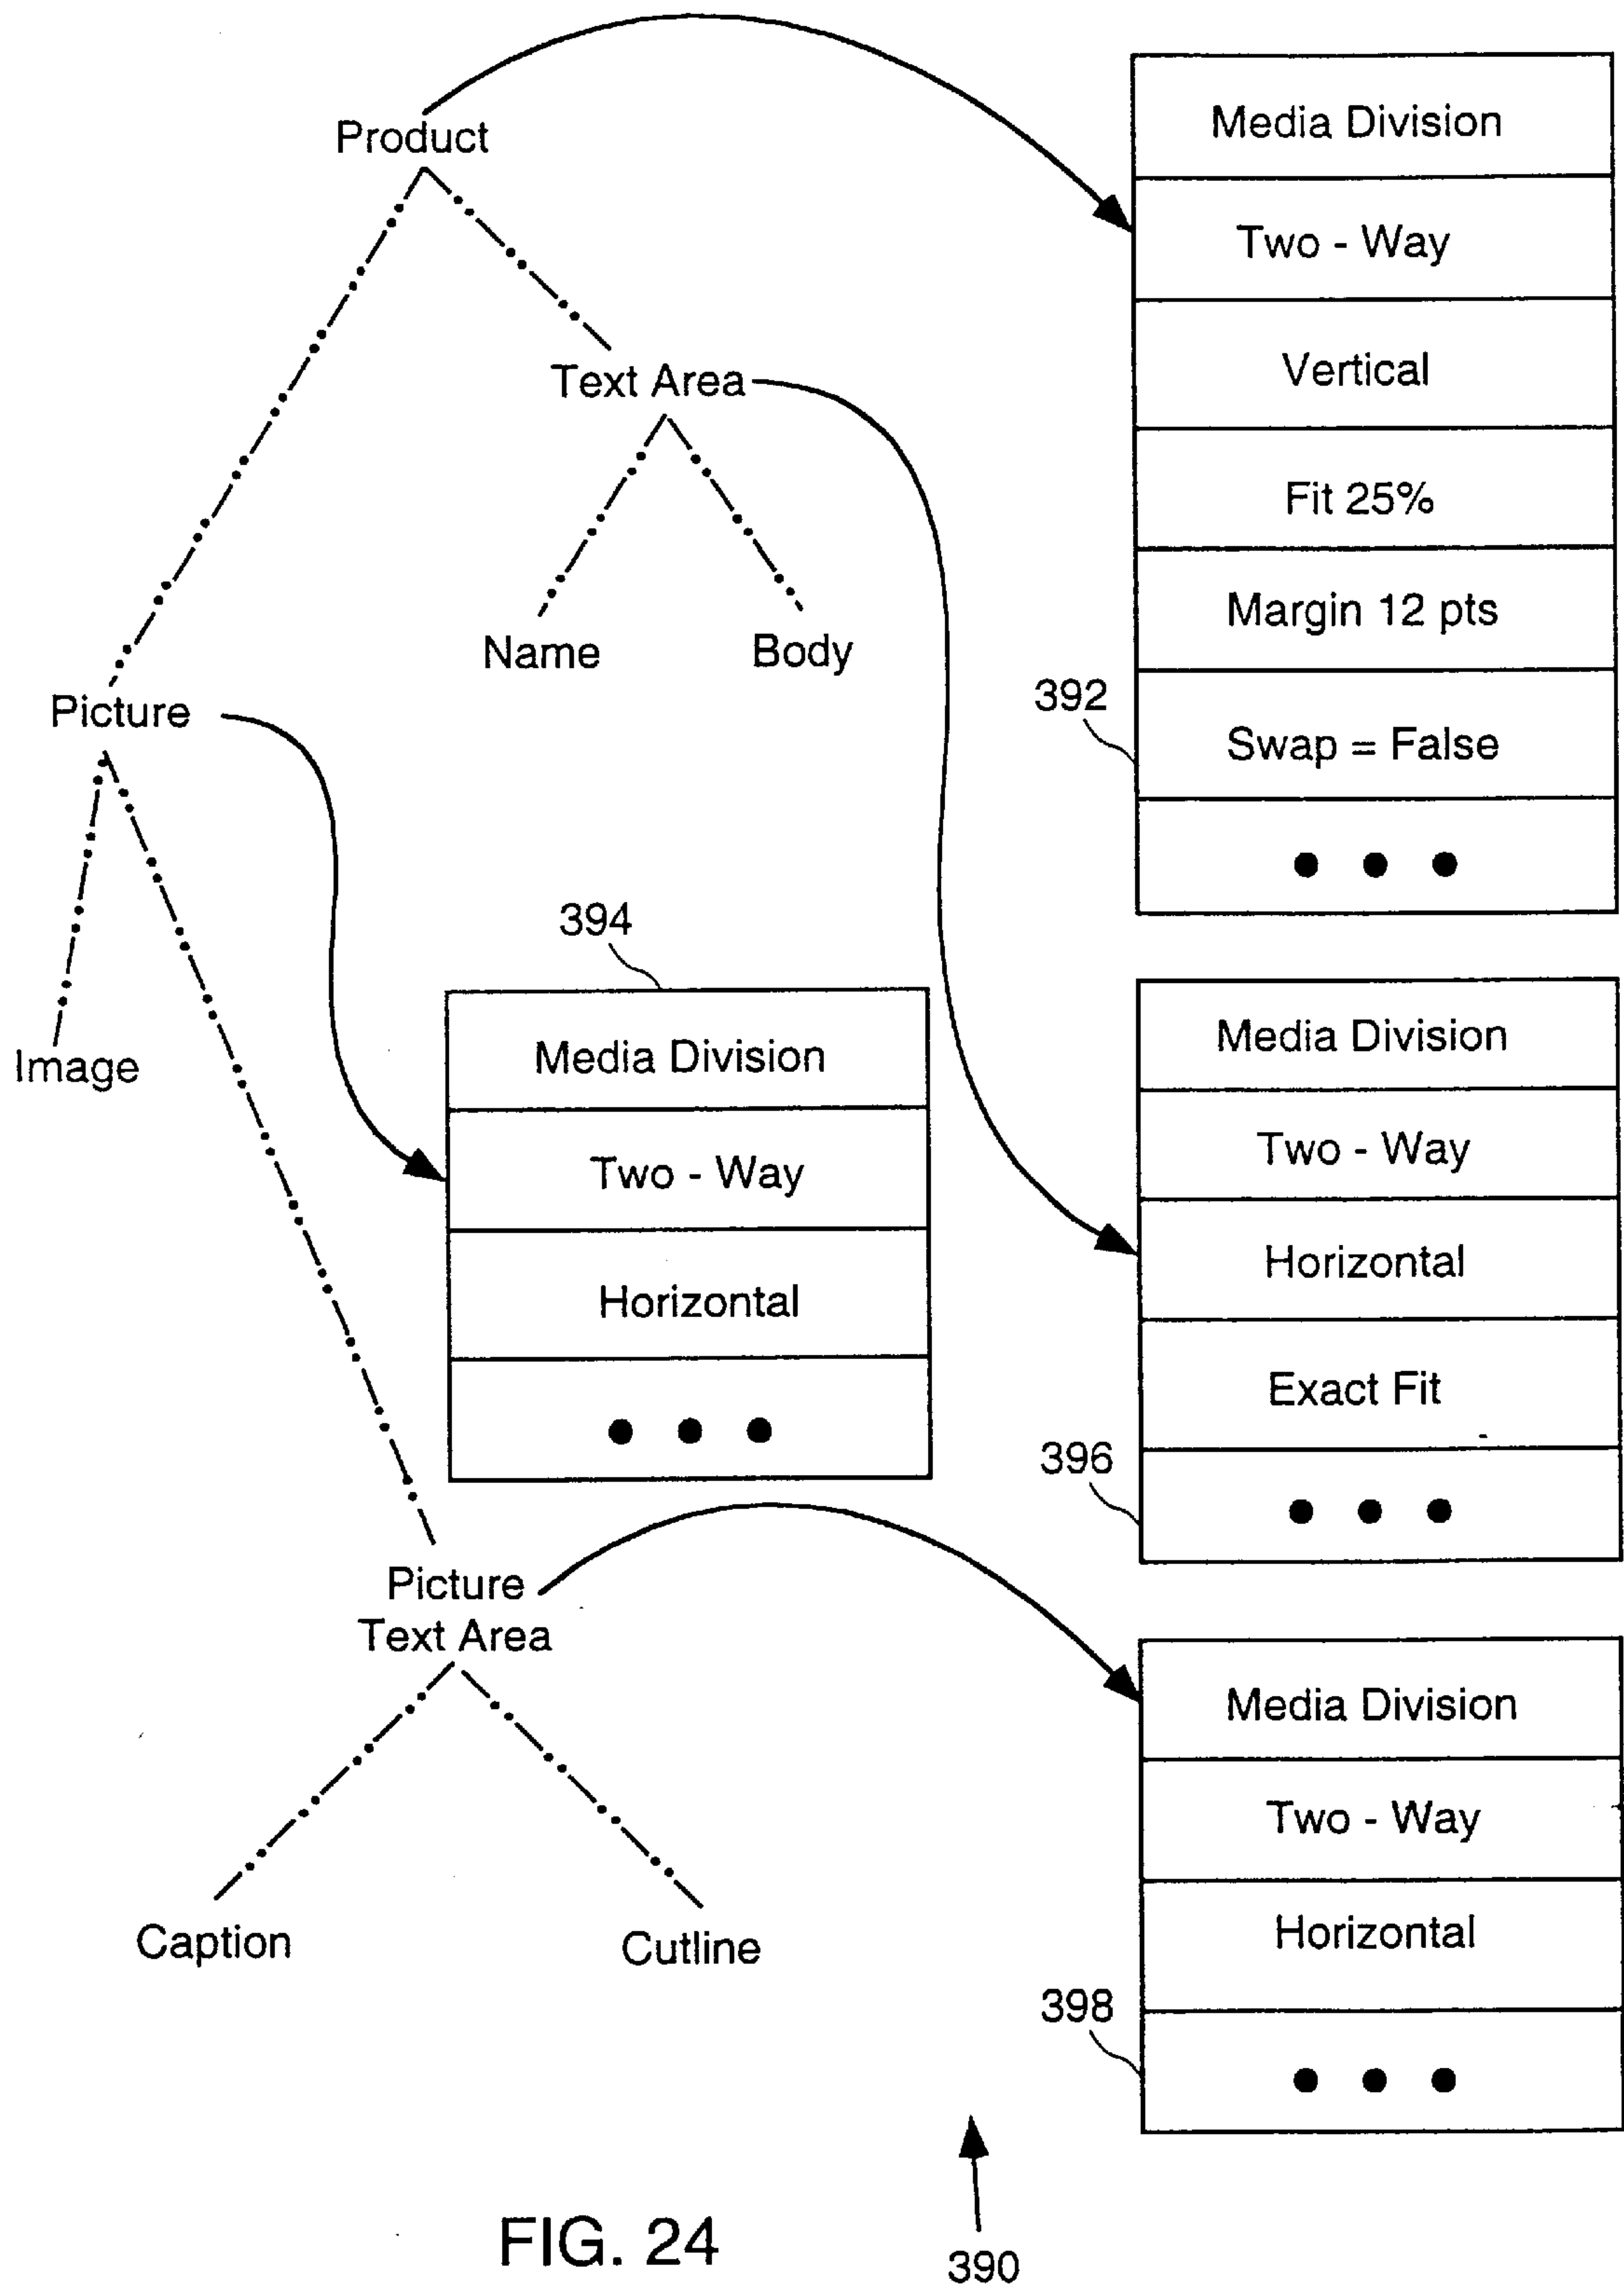 Product
Text Area
Name
Body
Picture
Image
Picture
Text Area
Caption
Cutline
392
Media Division
Two - Way
Vertical
Fit 25%
Margin 12 pts
Swap = False
394
Media Division
Two - Way
Horizontal
396
Media Division
Two - Way
Horizontal
Exact Fit
398
Media Division
Two - Way
Horizontal
390
FIG. 24